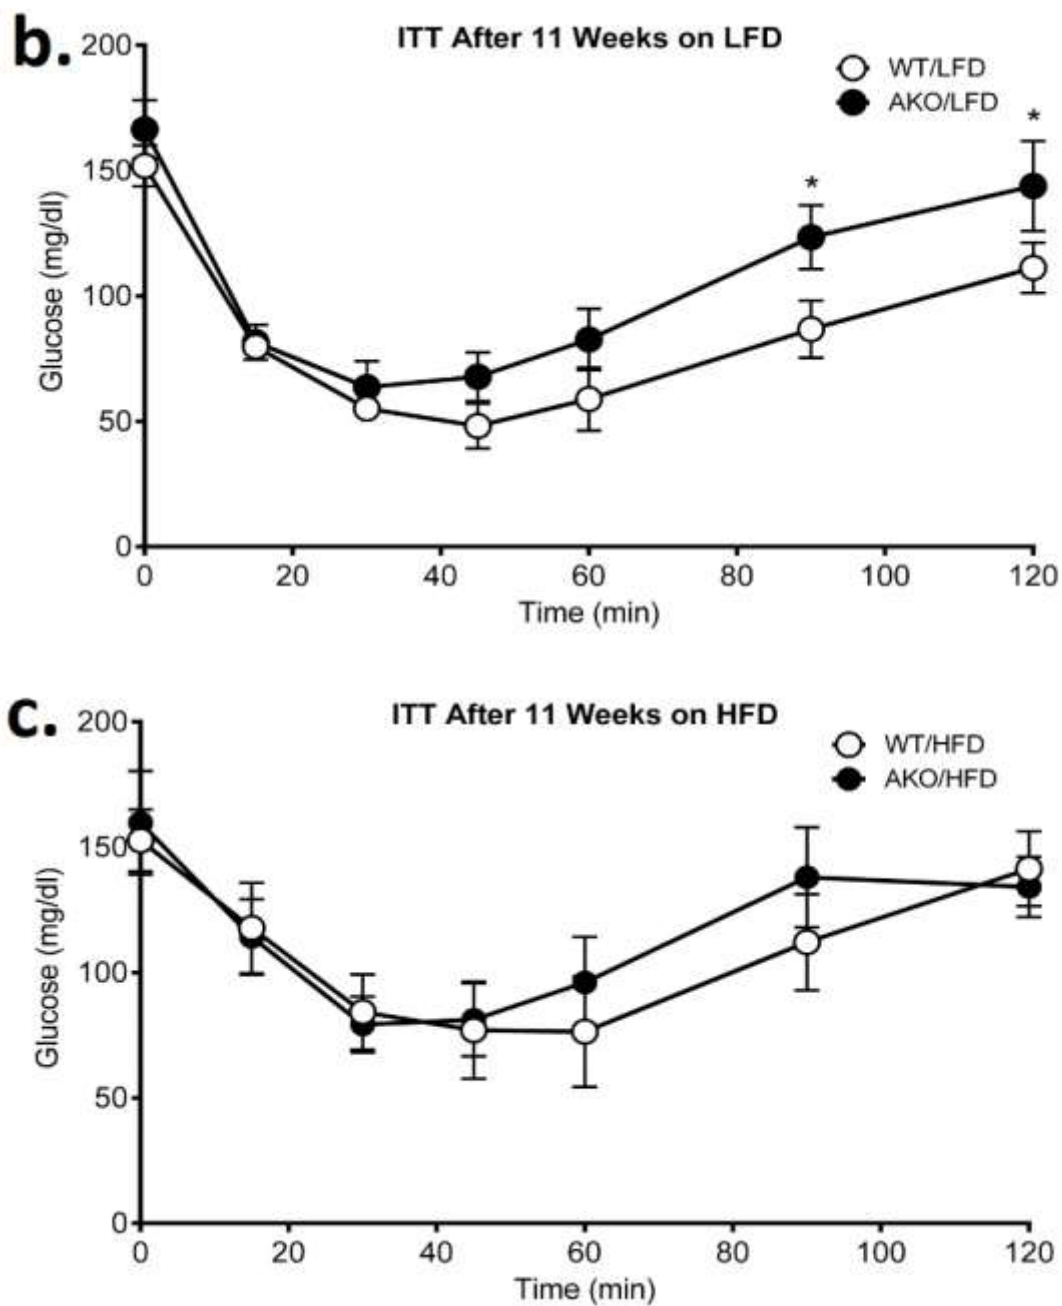 b.
ITT After 11 Weeks on LFD
WT/LFD
AKO/LFD
*
*
200
150
100
50
0
Glucose (mg/dl)
0 20 40 60 80 100 120
Time (min)
c.
ITT After 11 Weeks on HFD
WT/HFD
AKO/HFD
200
150
100
50
0
Glucose (mg/dl)
0 20 40 60 80 100 120
Time (min)